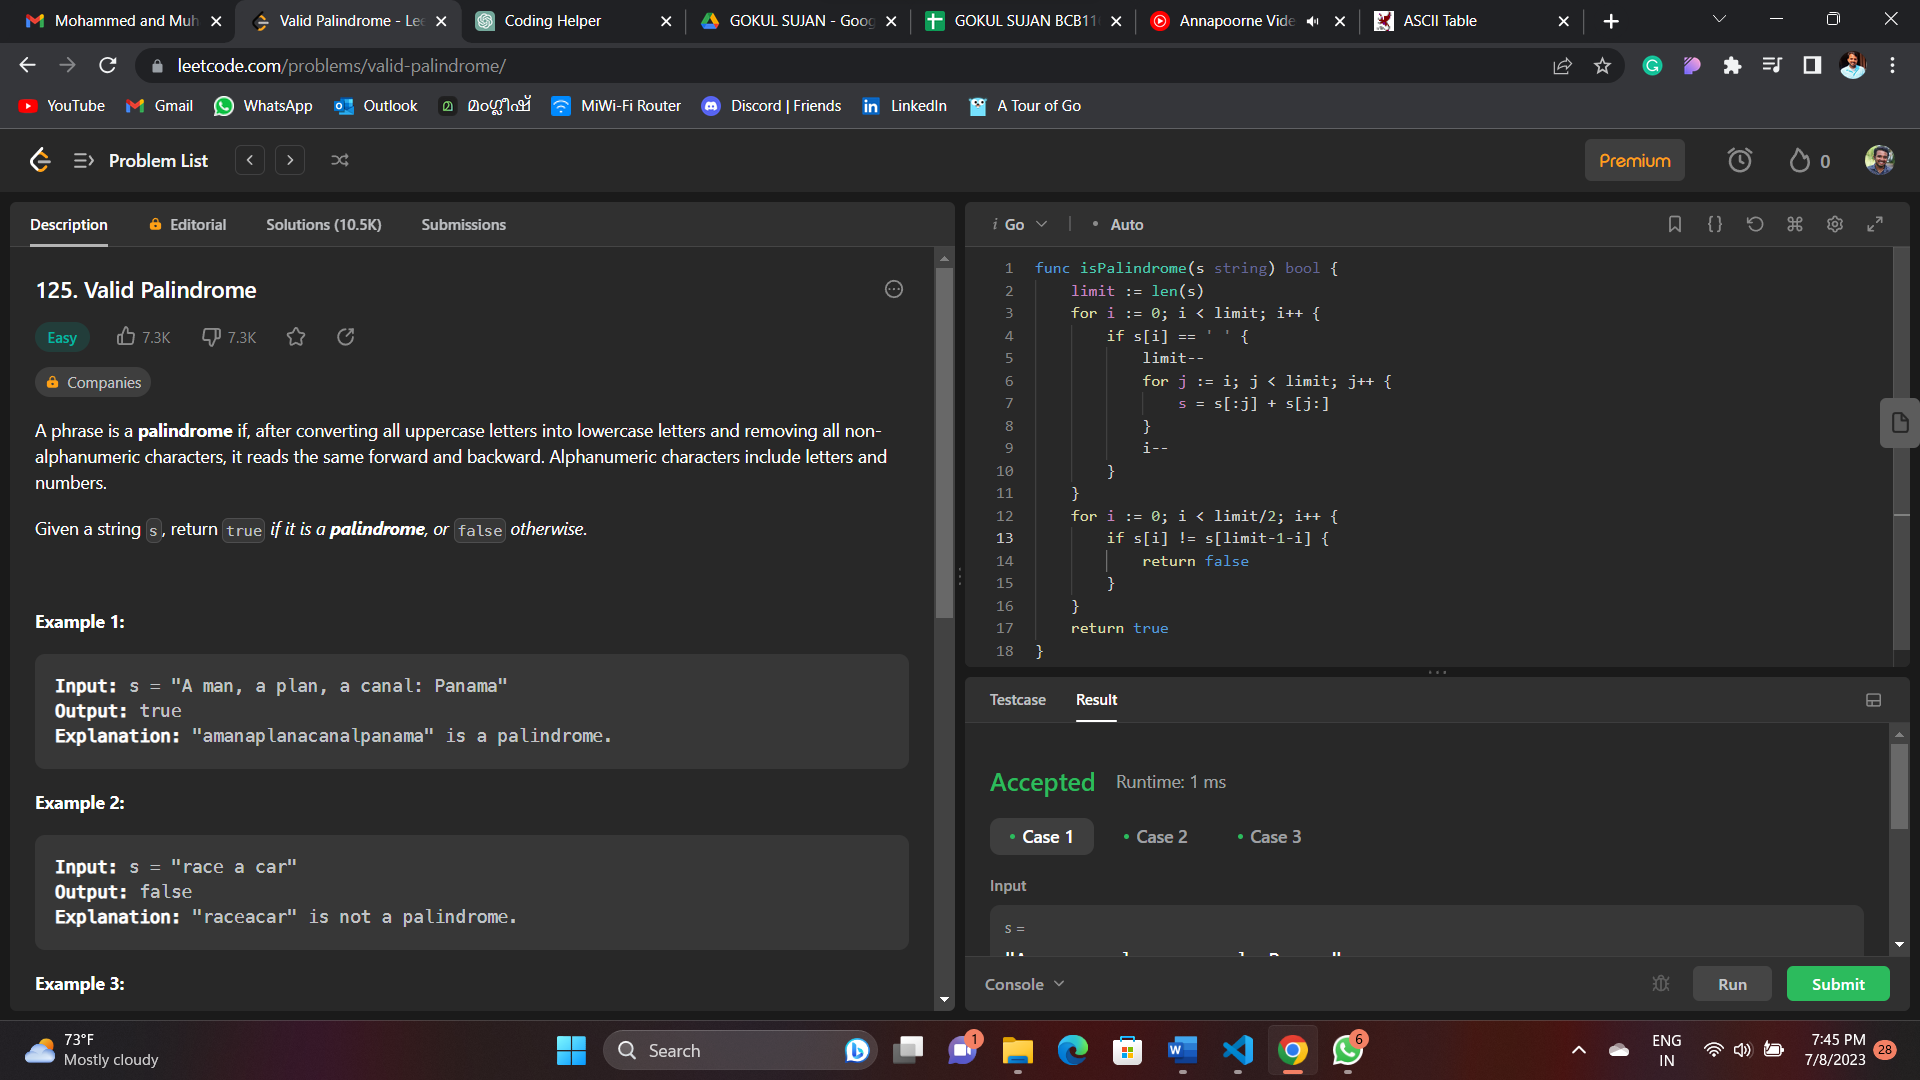 Mohammed and Muh
Valid Palindrome - Lee
Coding Helper
GOKUL SUJAN - Goog
GOKUL SUJAN BCB11
Annapoorne Vide
ASCII Table
leetcode.com/problems/valid-palindrome/
YouTube
Gmail
WhatsApp
Outlook
മംഗ്ലീഷ്
MiWi-Fi Router
Discord | Friends
LinkedIn
A Tour of Go
Problem List
Premium
0
Description
Editorial
Solutions (10.5K)
Submissions
125. Valid Palindrome
Easy
7.3K
7.3K
Companies
A phrase is a palindrome if, after converting all uppercase letters into lowercase letters and removing all non-
alphanumeric characters, it reads the same forward and backward. Alphanumeric characters include letters and
numbers.
Given a string s, return true if it is a palindrome, or false otherwise.
Example 1:
Input: s = "A man, a plan, a canal: Panama"
Output: true
Explanation: "amanaplanacanalpanama" is a palindrome.
Example 2:
Input: s = "race a car"
Output: false
Explanation: "raceacar" is not a palindrome.
Example 3:
i Go
• Auto
1 func isPalindrome(s string) bool {
2 limit := len(s)
3 for i := 0; i < limit; i++ {
4 if s[i] == ' ' {
5 limit--
6 for j := i; j < limit; j++ {
7 s = s[:j] + s[j:]
8 }
9 i--
10 }
11 }
12 for i := 0; i < limit/2; i++ {
13 if s[i] != s[limit-1-i] {
14 return false
15 }
16 }
17 return true
18 }
Testcase
Result
Accepted
Runtime: 1 ms
• Case 1
• Case 2
• Case 3
Input
s =
Console
Run
Submit
73°F
Mostly cloudy
Search
1
6
ENG
IN
7:45 PM
7/8/2023
28